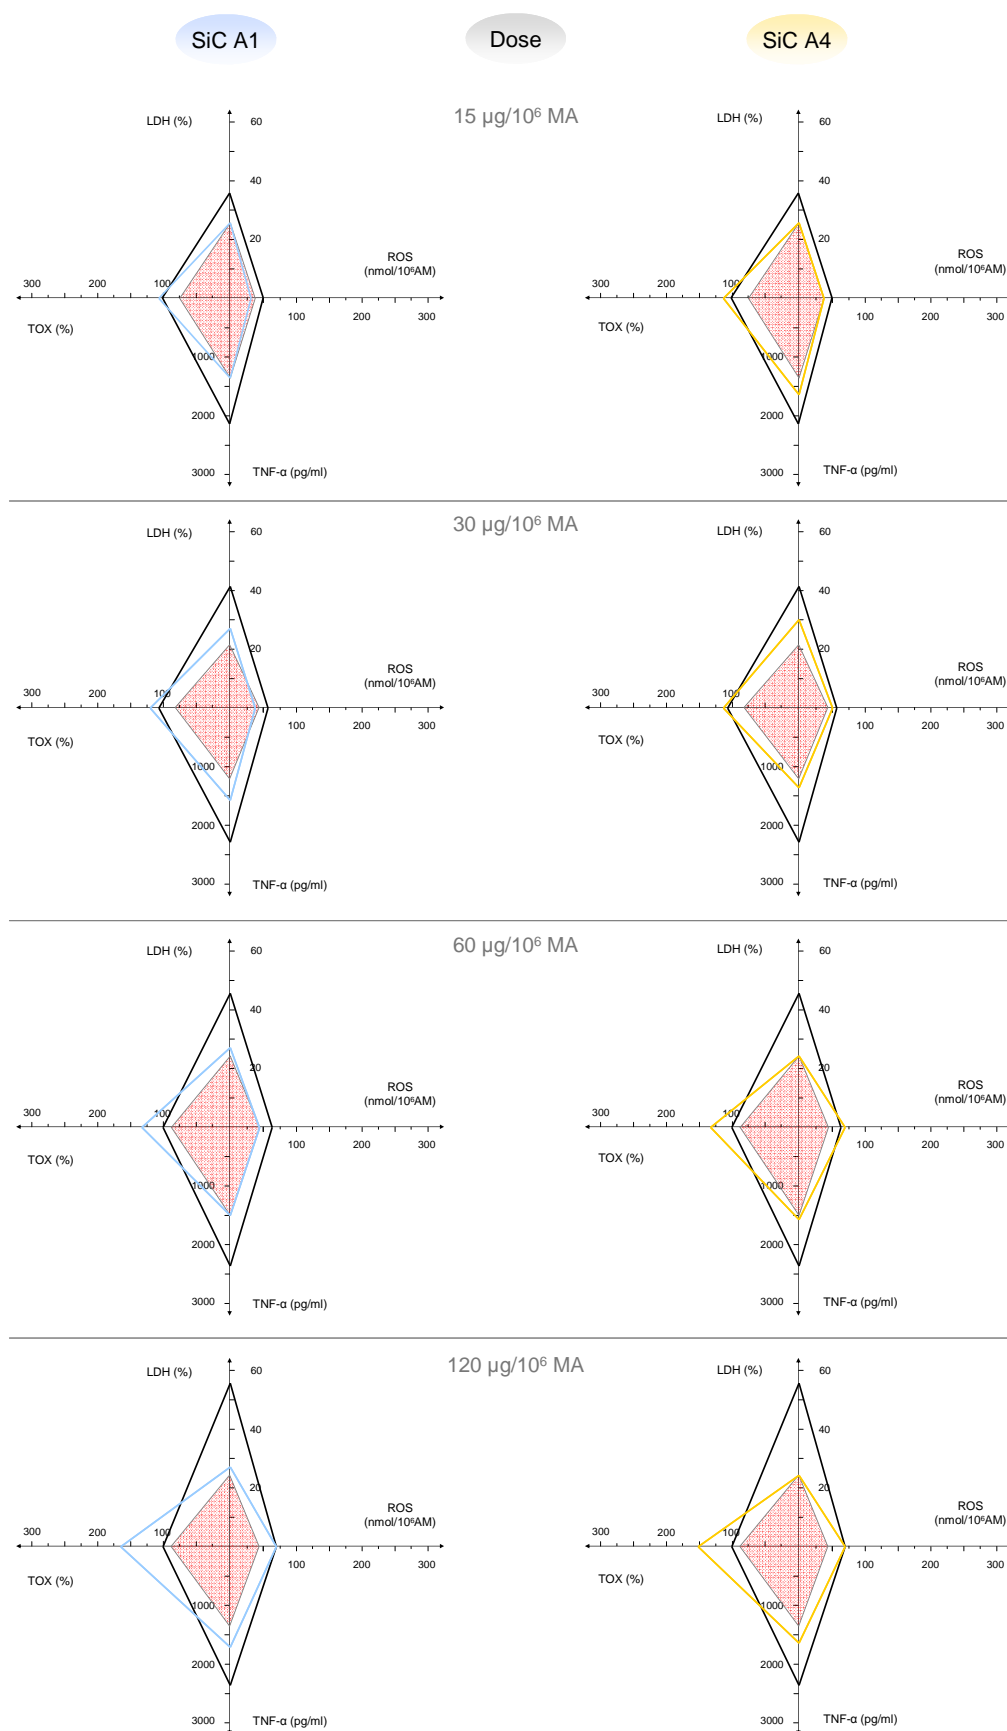 SiC A1 Dose SiC A4
15 µg/10⁶ MA
LDH (%) 60 LDH (%) 60
40 40
20 20
ROS ROS
(nmol/10⁶AM) (nmol/10⁶AM)
300 200 100 300 200 100
100 200 300 100 200 300
TOX (%) TOX (%)
1000 1000
2000 2000
3000 TNF-α (pg/ml) 3000 TNF-α (pg/ml)
30 µg/10⁶ MA
LDH (%) 60 LDH (%) 60
40 40
20 20
ROS ROS
(nmol/10⁶AM) (nmol/10⁶AM)
300 200 100 300 200 100
100 200 300 100 200 300
TOX (%) TOX (%)
1000 1000
2000 2000
3000 TNF-α (pg/ml) 3000 TNF-α (pg/ml)
60 µg/10⁶ MA
LDH (%) 60 LDH (%) 60
40 40
20 20
ROS ROS
(nmol/10⁶AM) (nmol/10⁶AM)
300 200 100 300 200 100
100 200 300 100 200 300
TOX (%) TOX (%)
1000 1000
2000 2000
3000 TNF-α (pg/ml) 3000 TNF-α (pg/ml)
120 µg/10⁶ MA
LDH (%) 60 LDH (%) 60
40 40
20 20
ROS ROS
(nmol/10⁶AM) (nmol/10⁶AM)
300 200 100 300 200 100
100 200 300 100 200 300
TOX (%) TOX (%)
1000 1000
2000 2000
3000 TNF-α (pg/ml) 3000 TNF-α (pg/ml)